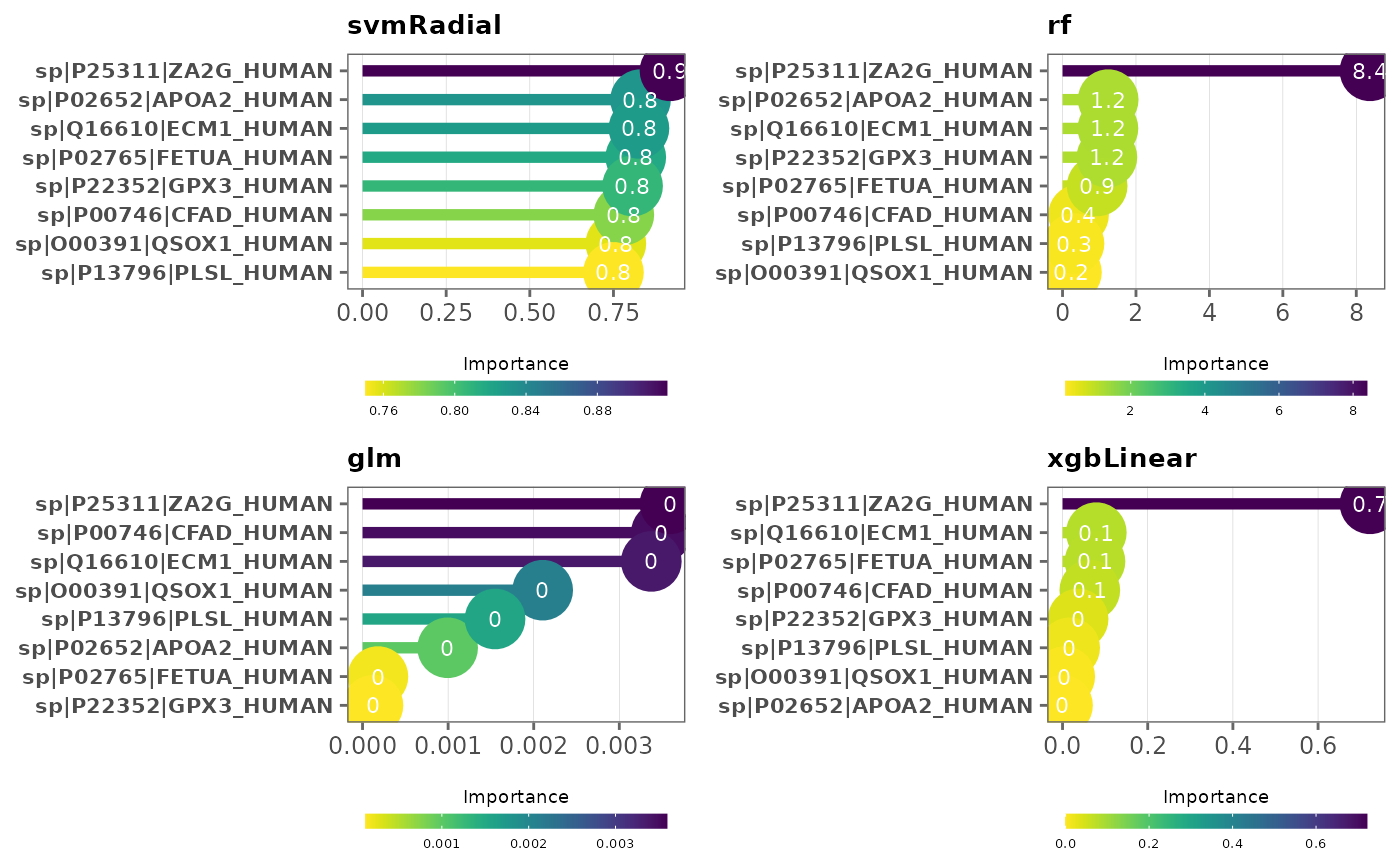 svmRadial
sp|P25311|ZA2G_HUMAN 0.9
sp|P02652|APOA2_HUMAN 0.8
sp|Q16610|ECM1_HUMAN 0.8
sp|P02765|FETUA_HUMAN 0.8
sp|P22352|GPX3_HUMAN 0.8
sp|P00746|CFAD_HUMAN 0.8
sp|O00391|QSOX1_HUMAN 0.8
sp|P13796|PLSL_HUMAN 0.8
0.00 0.25 0.50 0.75
Importance
0.76 0.80 0.84 0.88
rf
sp|P25311|ZA2G_HUMAN 8.4
sp|P02652|APOA2_HUMAN 1.2
sp|Q16610|ECM1_HUMAN 1.2
sp|P22352|GPX3_HUMAN 1.2
sp|P02765|FETUA_HUMAN 0.9
sp|P00746|CFAD_HUMAN 0.4
sp|P13796|PLSL_HUMAN 0.3
sp|O00391|QSOX1_HUMAN 0.2
0 2 4 6 8
Importance
2 4 6 8
glm
sp|P25311|ZA2G_HUMAN 0
sp|P00746|CFAD_HUMAN 0
sp|Q16610|ECM1_HUMAN 0
sp|O00391|QSOX1_HUMAN 0
sp|P13796|PLSL_HUMAN 0
sp|P02652|APOA2_HUMAN 0
sp|P02765|FETUA_HUMAN 0
sp|P22352|GPX3_HUMAN 0
0.000 0.001 0.002 0.003
Importance
0.001 0.002 0.003
xgbLinear
sp|P25311|ZA2G_HUMAN 0.7
sp|Q16610|ECM1_HUMAN 0.1
sp|P02765|FETUA_HUMAN 0.1
sp|P00746|CFAD_HUMAN 0.1
sp|P22352|GPX3_HUMAN 0
sp|P13796|PLSL_HUMAN 0
sp|O00391|QSOX1_HUMAN 0
sp|P02652|APOA2_HUMAN 0
0.0 0.2 0.4 0.6
Importance
0.0 0.2 0.4 0.6